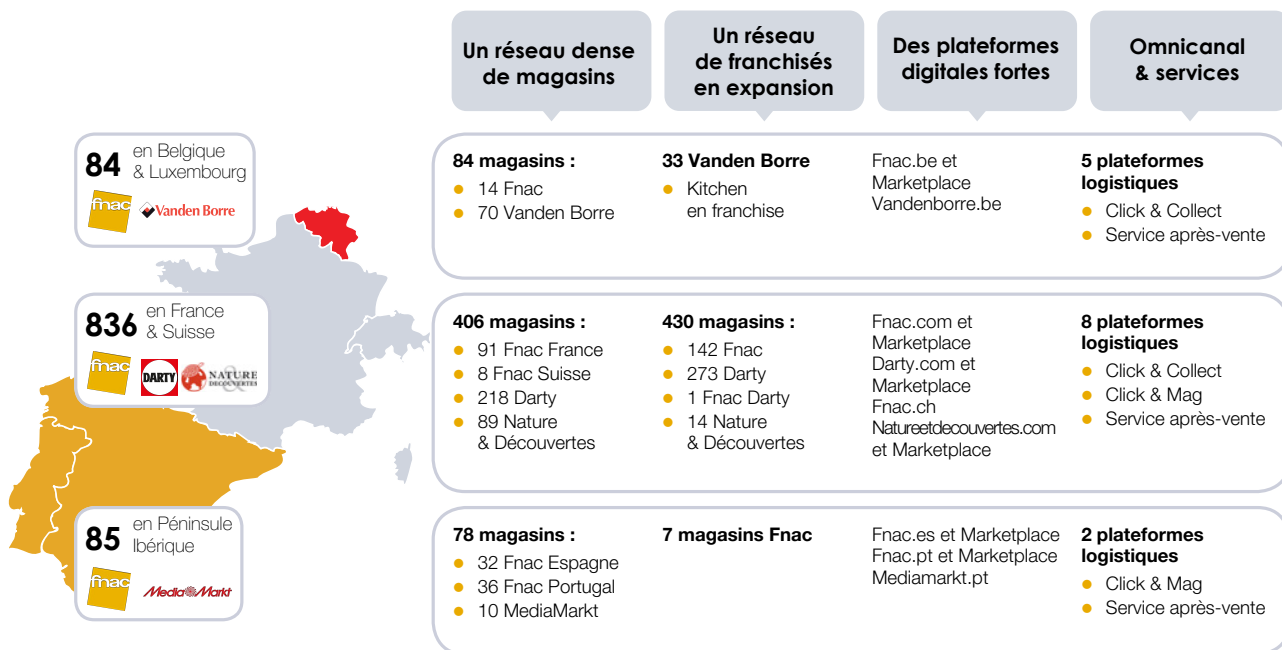 Un réseau dense
de magasins
Un réseau
de franchisés
en expansion
Des plateformes
digitales fortes
Omnicanal
& services
84
en Belgique
& Luxembourg
fnac
Vanden Borre
84 magasins :
14 Fnac
70 Vanden Borre
33 Vanden Borre
Kitchen
en franchise
Fnac.be et
Marketplace
Vandenborre.be
5 plateformes
logistiques
Click & Collect
Service après-vente
836
en France
& Suisse
fnac
DARTY
NATURE
&
DECOUVERTES
406 magasins :
91 Fnac France
8 Fnac Suisse
218 Darty
89 Nature
& Découvertes
430 magasins :
142 Fnac
273 Darty
1 Fnac Darty
14 Nature
& Découvertes
Fnac.com et
Marketplace
Darty.com et
Marketplace
Fnac.ch
Natureetdecouvertes.com
et Marketplace
8 plateformes
logistiques
Click & Collect
Click & Mag
Service après-vente
85
en Péninsule
Ibérique
fnac
Media Markt
78 magasins :
32 Fnac Espagne
36 Fnac Portugal
10 MediaMarkt
7 magasins Fnac
Fnac.es et Marketplace
Fnac.pt et Marketplace
Mediamarkt.pt
2 plateformes
logistiques
Click & Mag
Service après-vente